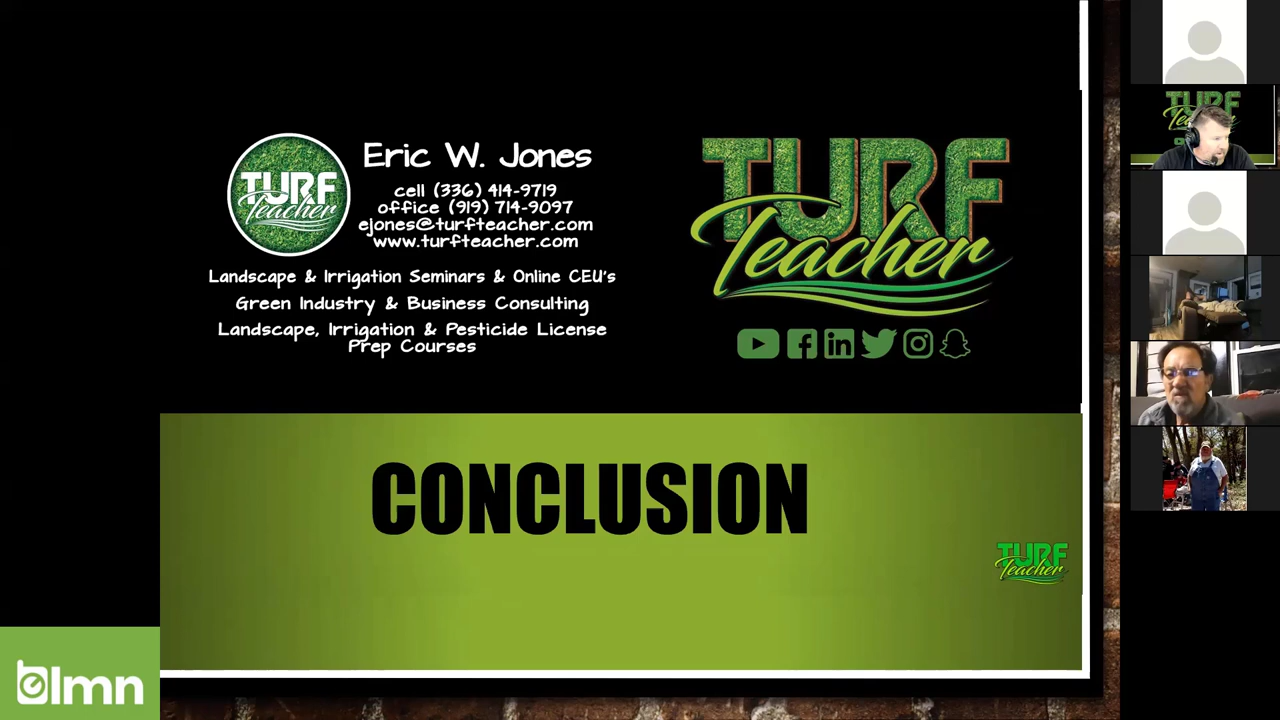 TURF
Teacher
Eric W. Jones
cell (336) 414-9719
office (919) 714-9097
ejones@turfteacher.com
www.turfteacher.com
Landscape & Irrigation Seminars & Online CEU's
Green Industry & Business Consulting
Landscape, Irrigation & Pesticide License
Prep Courses
TURF
Teacher
in
CONCLUSION
TURF
Teacher
lmn
TURF